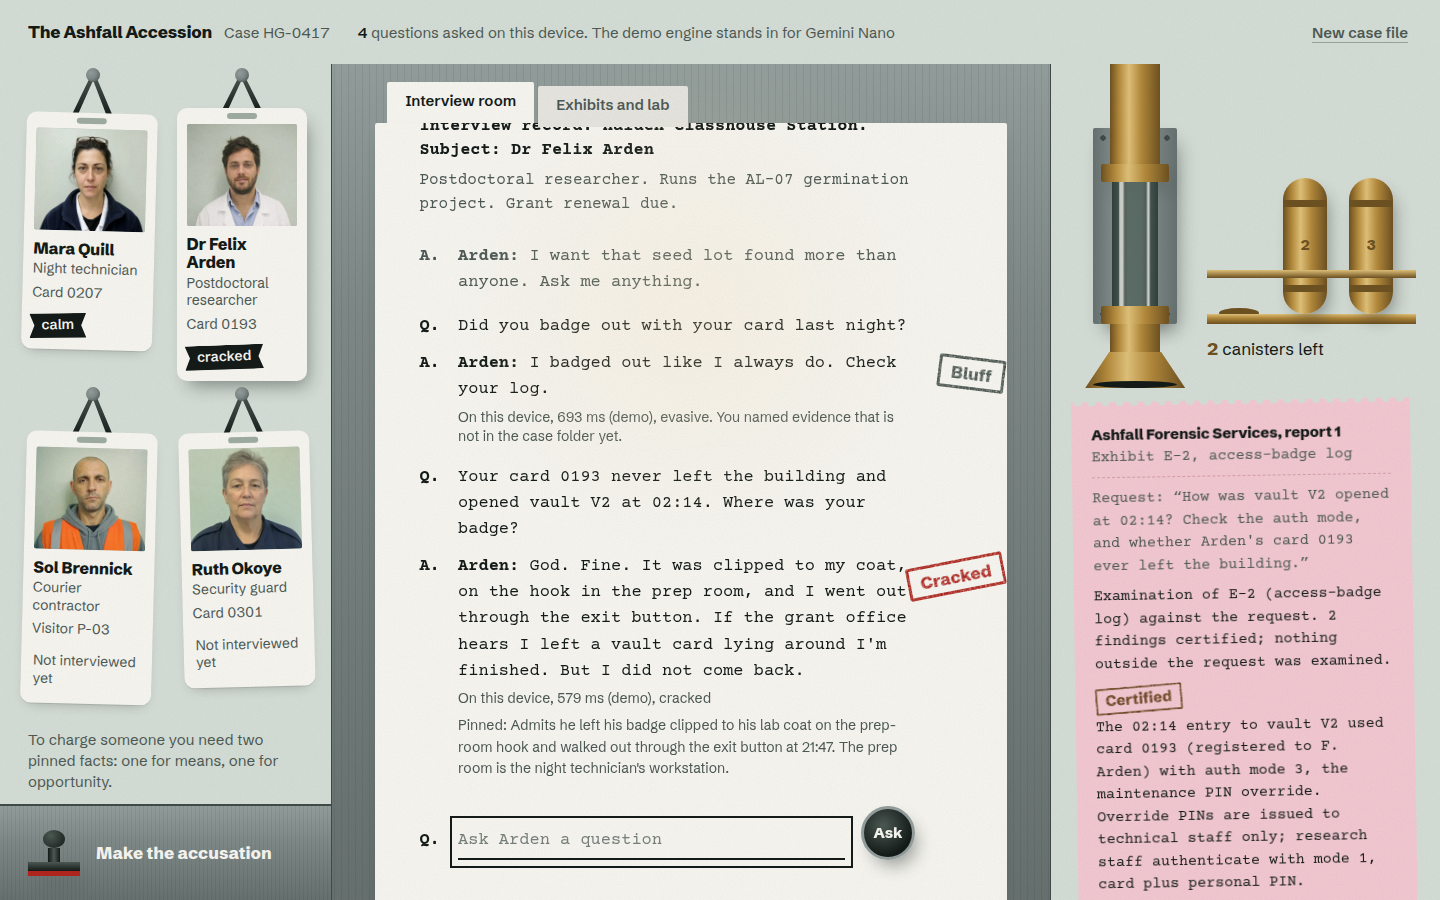 The Ashfall Accession Case HG-0417 4 questions asked on this device. The demo engine stands in for Gemini Nano New case file
Mara Quill
Night technician
Card 0207
calm
Dr Felix
Arden
Postdoctoral
researcher
Card 0193
cracked
Sol Brennick
Courier
contractor
Visitor P-03
Not interviewed
yet
Ruth Okoye
Security guard
Card 0301
Not interviewed
yet
To charge someone you need two
pinned facts: one for means, one for
opportunity.
Make the accusation
Interview room Exhibits and lab
Interview record. Halden Glasshouse Station.
Subject: Dr Felix Arden
Postdoctoral researcher. Runs the AL-07 germination
project. Grant renewal due.
A. Arden: I want that seed lot found more than
anyone. Ask me anything.
Q. Did you badge out with your card last night?
A. Arden: I badged out like I always do. Check
your log.
Bluff
On this device, 693 ms (demo), evasive. You named evidence that is
not in the case folder yet.
Q. Your card 0193 never left the building and
opened vault V2 at 02:14. Where was your
badge?
A. Arden: God. Fine. It was clipped to my coat,
on the hook in the prep room, and I went out
through the exit button. If the grant office
hears I left a vault card lying around I'm
finished. But I did not come back.
Cracked
On this device, 579 ms (demo), cracked
Pinned: Admits he left his badge clipped to his lab coat on the prep-
room hook and walked out through the exit button at 21:47. The prep
room is the night technician's workstation.
Q. Ask Arden a question
Ask
2 3
2 canisters left
Ashfall Forensic Services, report 1
Exhibit E-2, access-badge log
Request: “How was vault V2 opened
at 02:14? Check the auth mode,
and whether Arden's card 0193
ever left the building.”
Examination of E-2 (access-badge
log) against the request. 2
findings certified; nothing
outside the request was examined.
Certified
The 02:14 entry to vault V2 used
card 0193 (registered to F.
Arden) with auth mode 3, the
maintenance PIN override.
Override PINs are issued to
technical staff only; research
staff authenticate with mode 1,
card plus personal PIN.